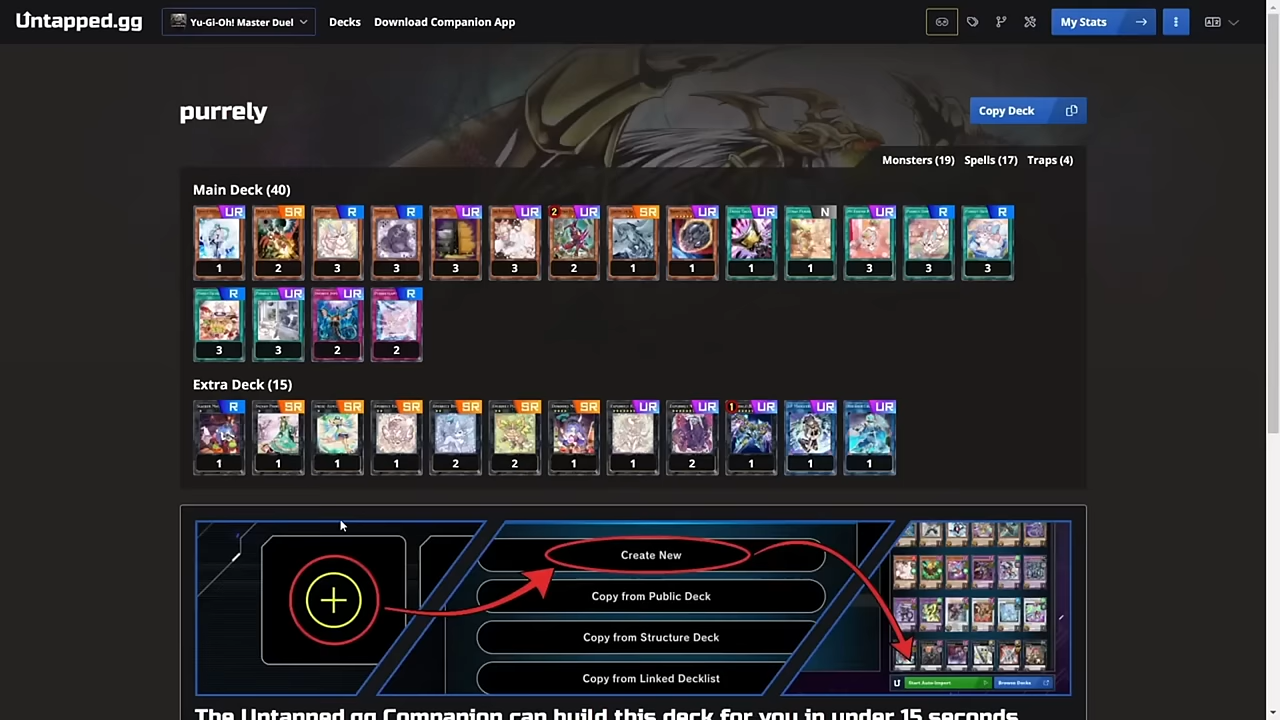 Untapped.gg
Yu-Gi-Oh! Master Duel
Decks
Download Companion App
My Stats
purrely
Copy Deck
Monsters (19) Spells (17) Traps (4)
Main Deck (40)
UR SR R R UR UR 2 UR SR UR UR N UR R R
1 2 3 3 3 3 2 1 1 1 1 3 3 3
R UR UR R
3 3 2 2
Extra Deck (15)
R SR SR SR SR SR SR UR UR 1 UR UR UR
1 1 1 1 2 2 1 1 2 1 1 1
Create New
Copy from Public Deck
Copy from Structure Deck
Copy from Linked Decklist
Start Auto-Import
Browse Decks
The Untapped.gg Companion can build this deck for you in under 15 seconds